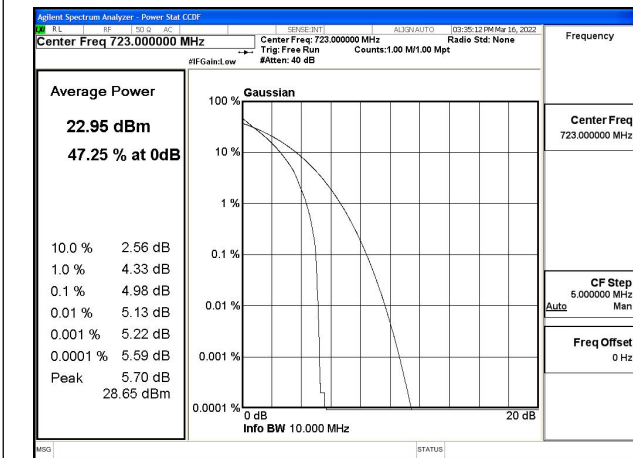 Agilent Spectrum Analyzer - Power Stat CCDF
RL RF 50 Ω AC SENSE:INT ALIGN AUTO 03:35:12 PM Mar 16, 2022
Center Freq 723.000000 MHz
Center Freq: 723.000000 MHz Radio Std: None
Trig: Free Run Counts:1.00 M/1.00 Mpt
#IFGain:Low #Atten: 40 dB
Frequency
Average Power
22.95 dBm
47.25 % at 0dB
10.0 % 2.56 dB
1.0 % 4.33 dB
0.1 % 4.98 dB
0.01 % 5.13 dB
0.001 % 5.22 dB
0.0001 % 5.59 dB
Peak 5.70 dB
28.65 dBm
Gaussian
100 %
10 %
1 %
0.1 %
0.01 %
0.001 %
0.0001 %
0 dB 20 dB
Info BW 10.000 MHz
Center Freq
723.000000 MHz
CF Step
5.000000 MHz
Auto Man
Freq Offset
0 Hz
MSG STATUS